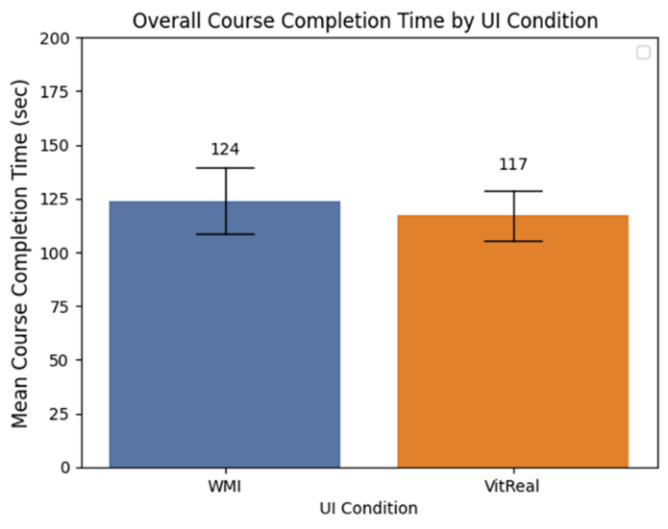 Overall Course Completion Time by UI Condition
Mean Course Completion Time (sec)
200
175
150
125
100
75
50
25
0
124
117
WMI
VitReal
UI Condition